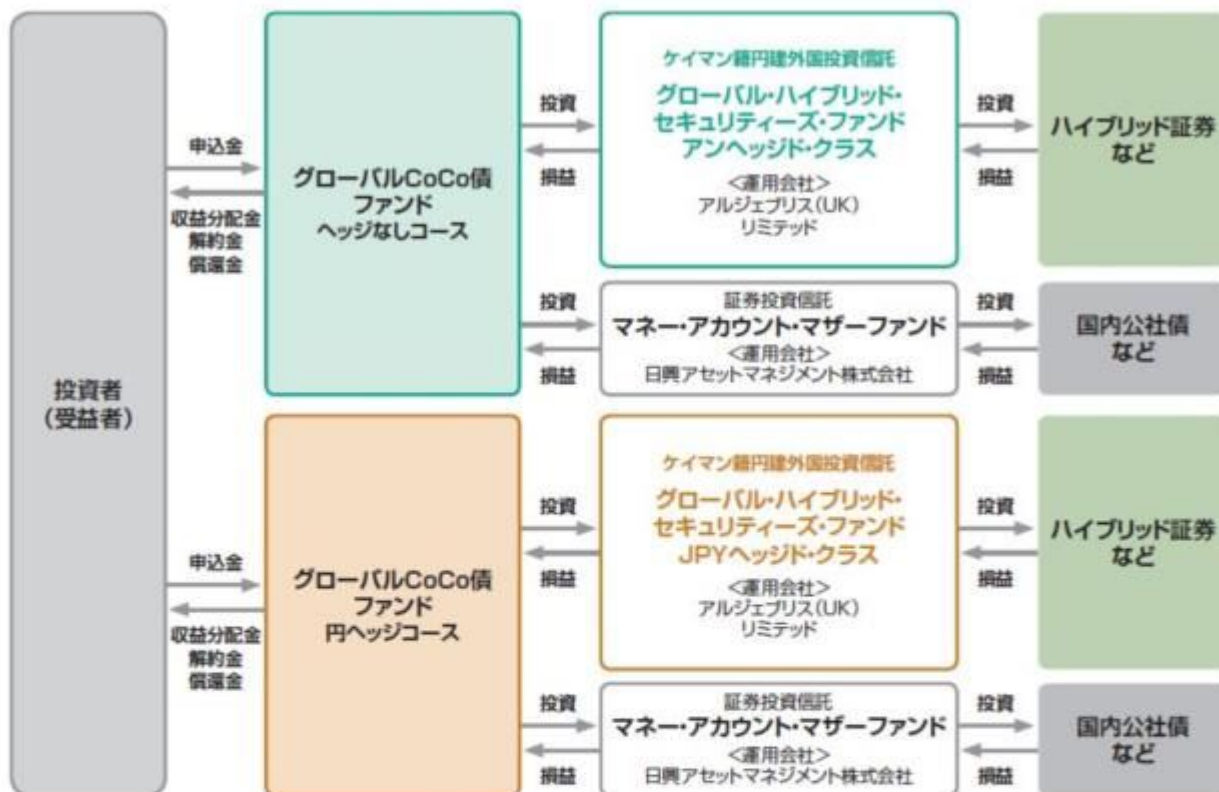 投資者
（受益者）
申込金
収益分配金
解約金
償還金
グローバルCoCo債
ファンド
ヘッジなしコース
投資
損益
ケイマン籍円建外国投資信託
グローバル・ハイブリッド・
セキュリティーズ・ファンド
アンヘッジド・クラス
＜運用会社＞
アルジェブリス(UK)
リミテッド
投資
損益
ハイブリッド証券
など
投資
損益
証券投資信託
マネー・アカウント・マザーファンド
＜運用会社＞
日興アセットマネジメント株式会社
投資
損益
国内公社債
など
申込金
収益分配金
解約金
償還金
グローバルCoCo債
ファンド
円ヘッジコース
投資
損益
ケイマン籍円建外国投資信託
グローバル・ハイブリッド・
セキュリティーズ・ファンド
JPYヘッジド・クラス
＜運用会社＞
アルジェブリス(UK)
リミテッド
投資
損益
ハイブリッド証券
など
投資
損益
証券投資信託
マネー・アカウント・マザーファンド
＜運用会社＞
日興アセットマネジメント株式会社
投資
損益
国内公社債
など